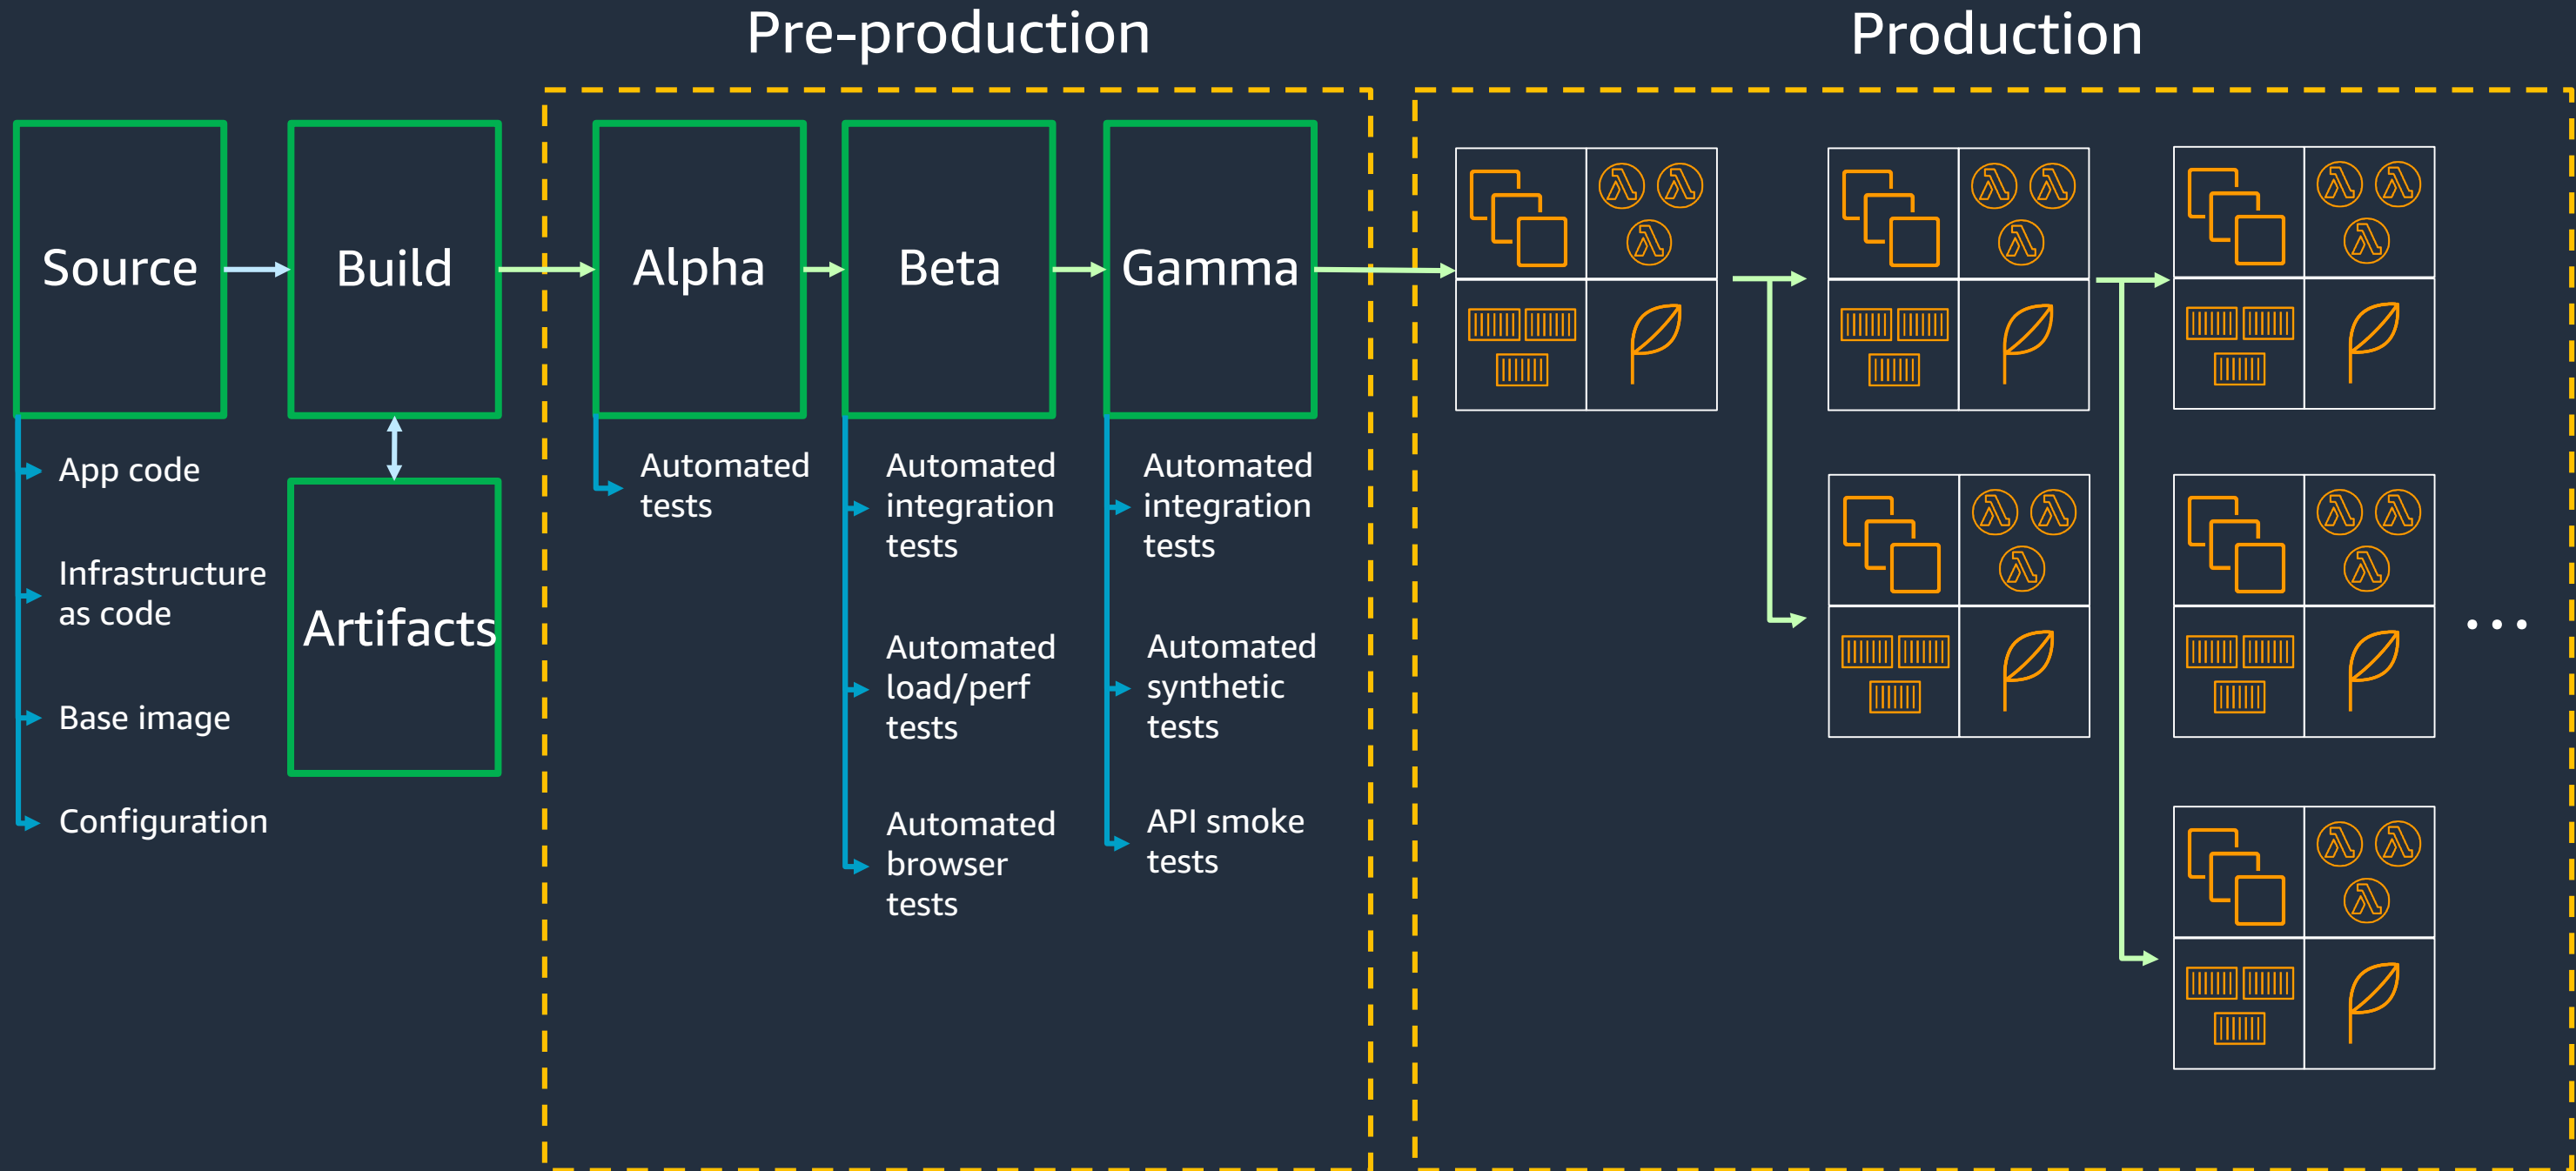 Pre-production
Production
Source
Build
Alpha
Beta
Gamma
App code
Infrastructure
as code
Base image
Configuration
Artifacts
Automated
tests
Automated
integration
tests
Automated
load/perf
tests
Automated
browser
tests
Automated
integration
tests
Automated
synthetic
tests
API smoke
tests
...